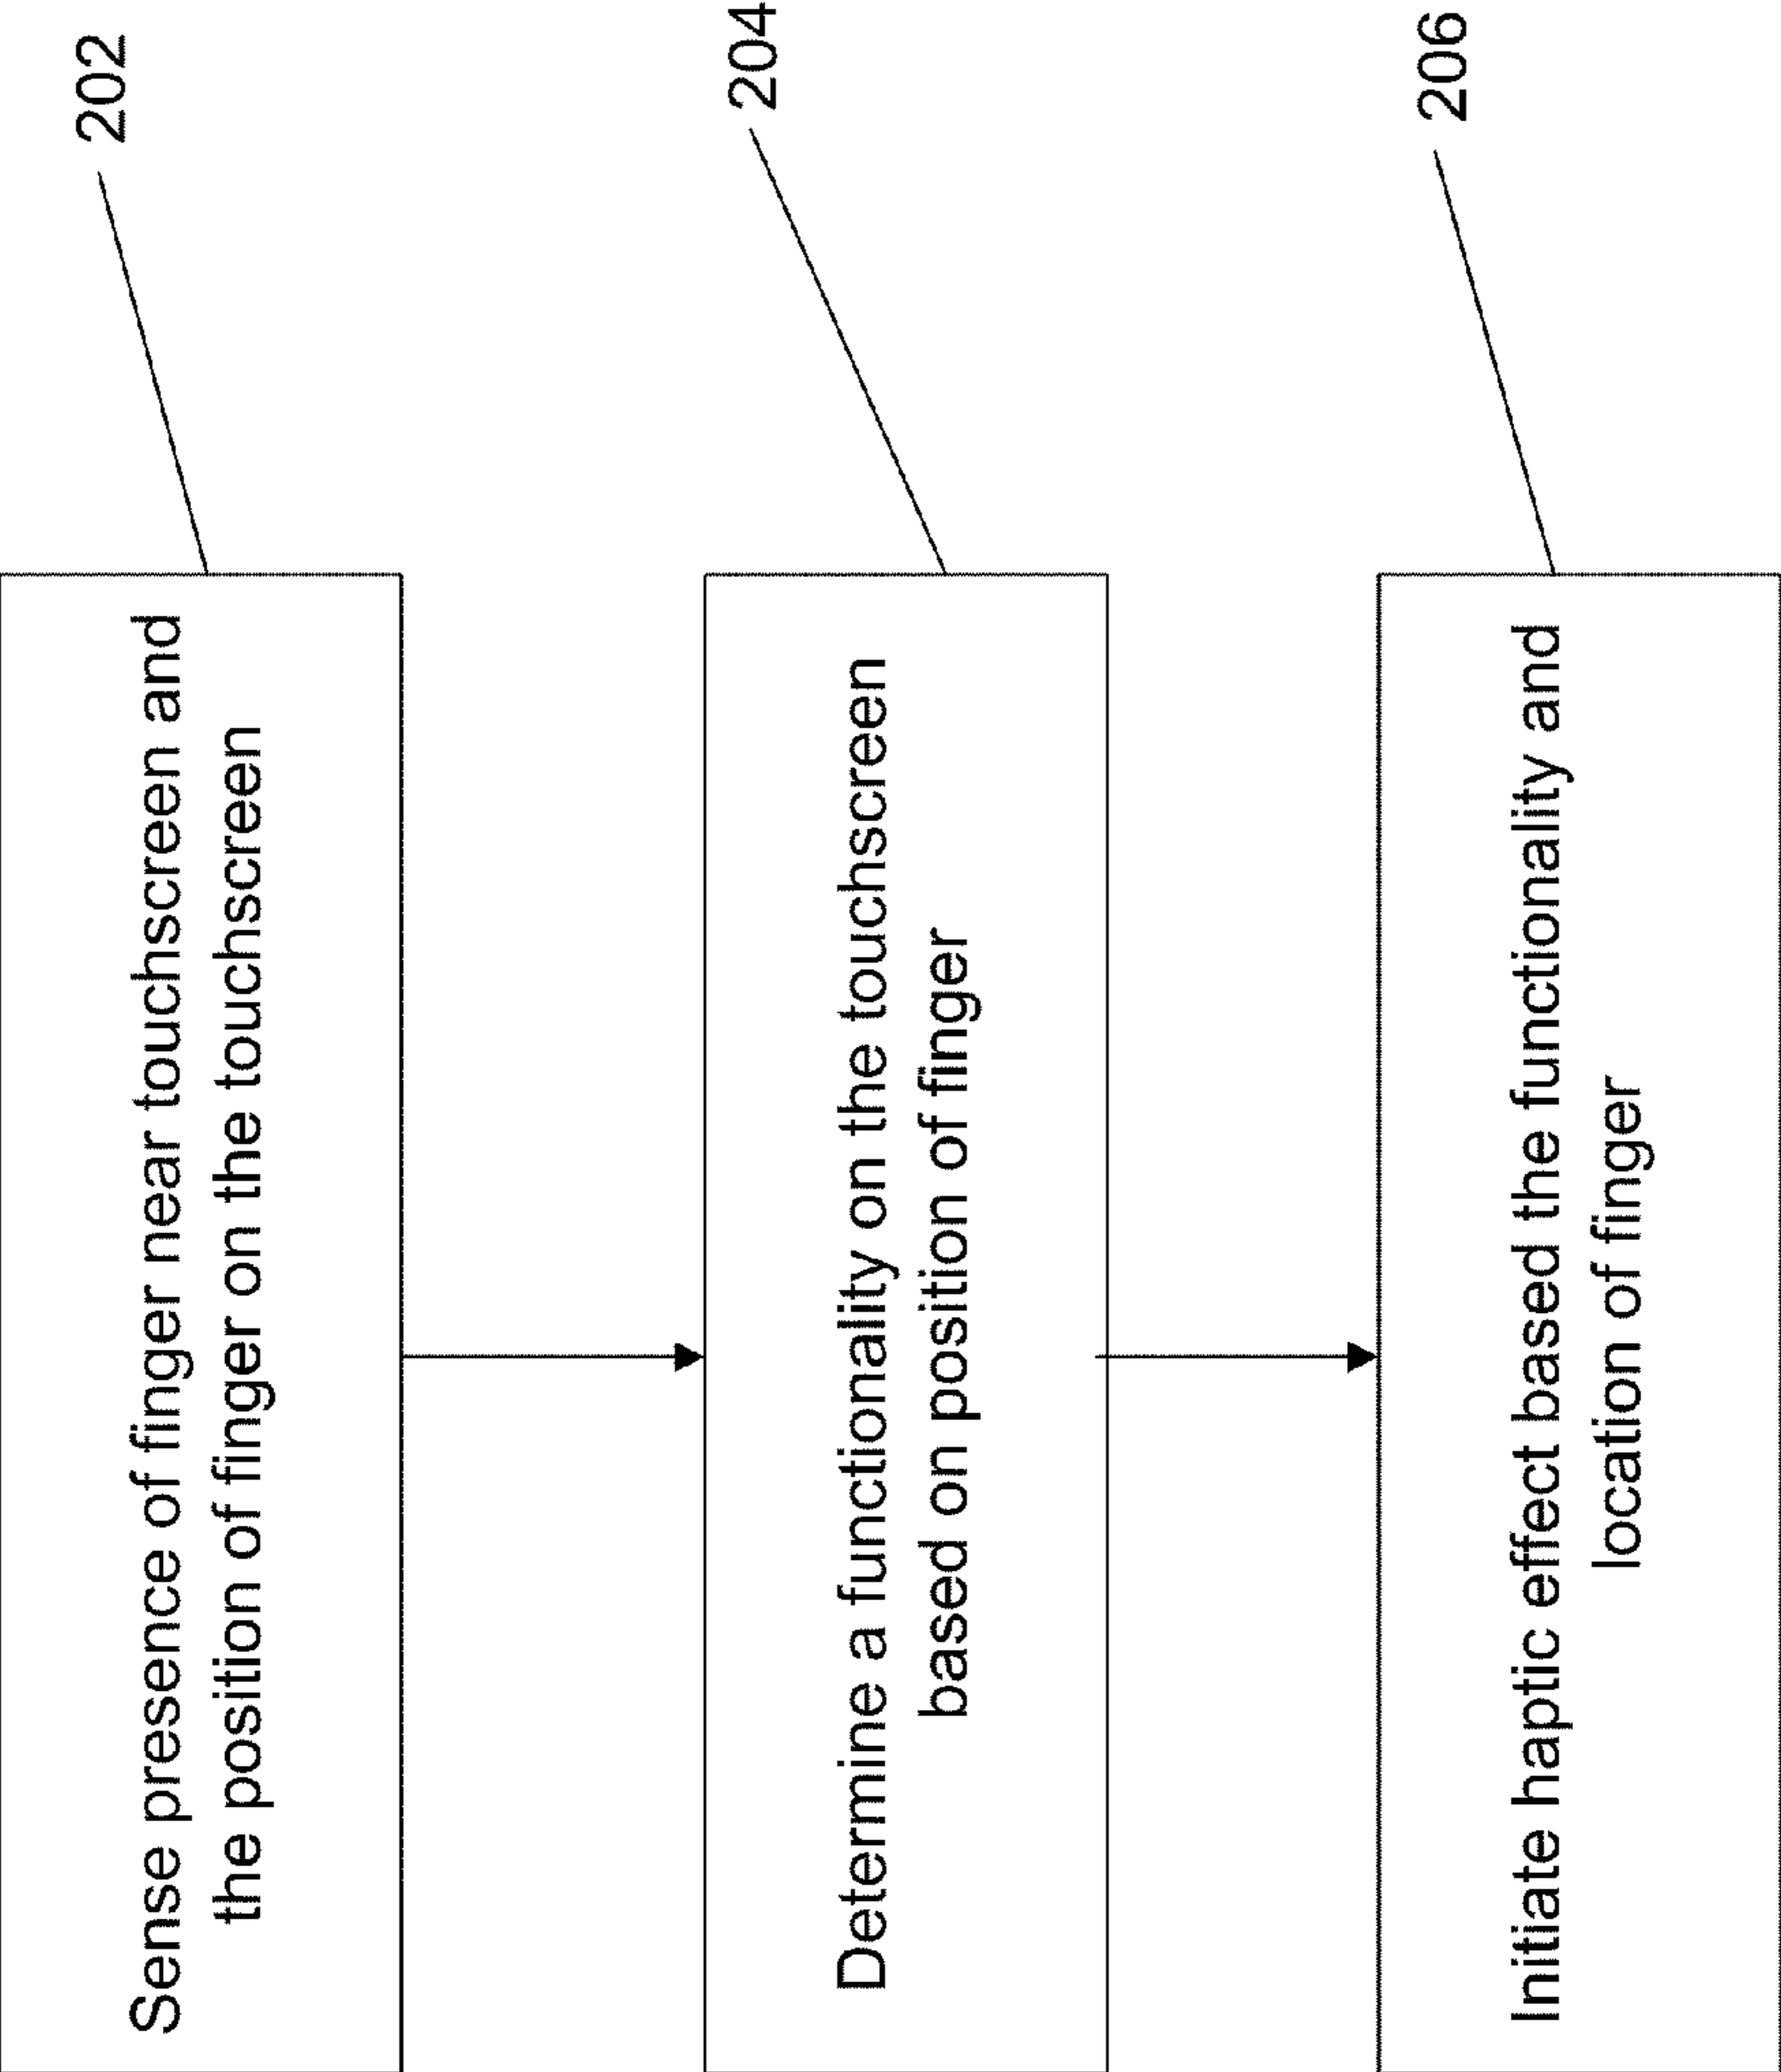 Sense presence of finger near touchscreen and
the position of finger on the touchscreen
202
Determine a functionality on the touchscreen
based on position of finger
204
Initiate haptic effect based the functionality and
location of finger
206